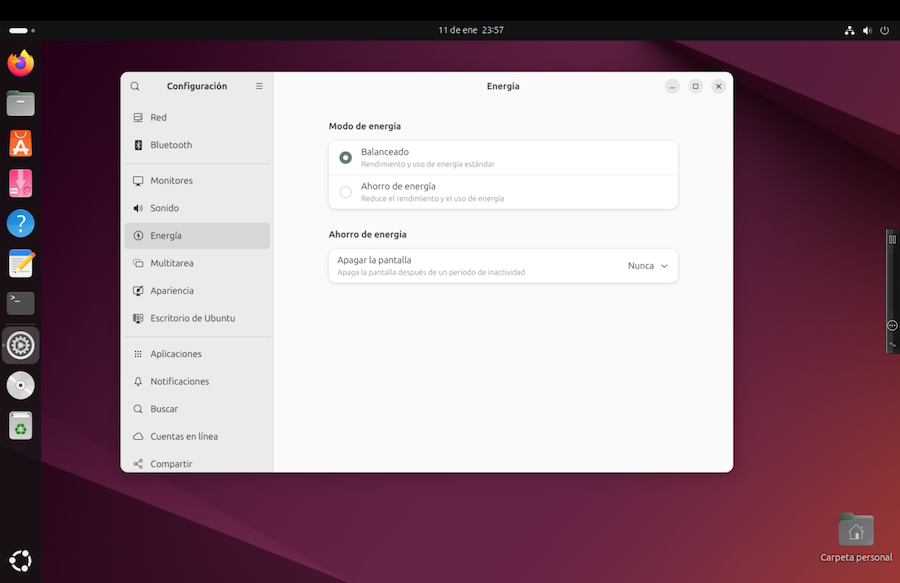 11 de ene 23:57
Configuración
Energía
Red
Bluetooth
Monitores
Sonido
Energía
Multitarea
Apariencia
Escritorio de Ubuntu
Aplicaciones
Notificaciones
Buscar
Cuentas en línea
Compartir
Modo de energía
Balanceado
Rendimiento y uso de energía estándar
Ahorro de energía
Reduce el rendimiento y el uso de energía
Ahorro de energía
Apagar la pantalla
Apaga la pantalla después de un período de inactividad
Nunca
Carpeta personal